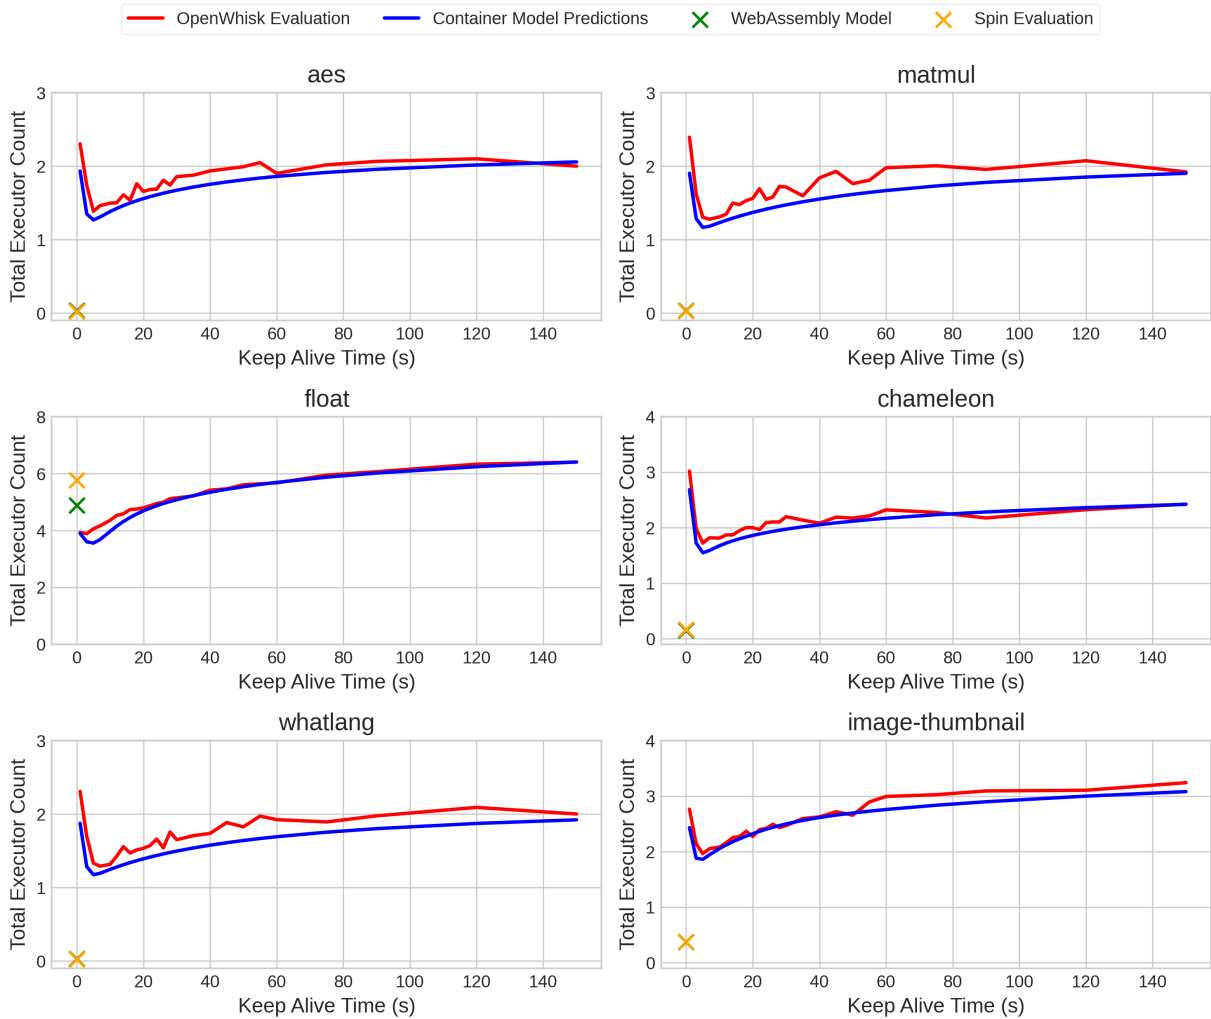 OpenWhisk Evaluation Container Model Predictions WebAssembly Model Spin Evaluation
aes
Total Executor Count
3
2
1
0
0 20 40 60 80 100 120 140
Keep Alive Time (s)
matmul
Total Executor Count
3
2
1
0
0 20 40 60 80 100 120 140
Keep Alive Time (s)
float
Total Executor Count
8
6
4
2
0
0 20 40 60 80 100 120 140
Keep Alive Time (s)
chameleon
Total Executor Count
4
3
2
1
0
0 20 40 60 80 100 120 140
Keep Alive Time (s)
whatlang
Total Executor Count
3
2
1
0
0 20 40 60 80 100 120 140
Keep Alive Time (s)
image-thumbnail
Total Executor Count
4
3
2
1
0
0 20 40 60 80 100 120 140
Keep Alive Time (s)